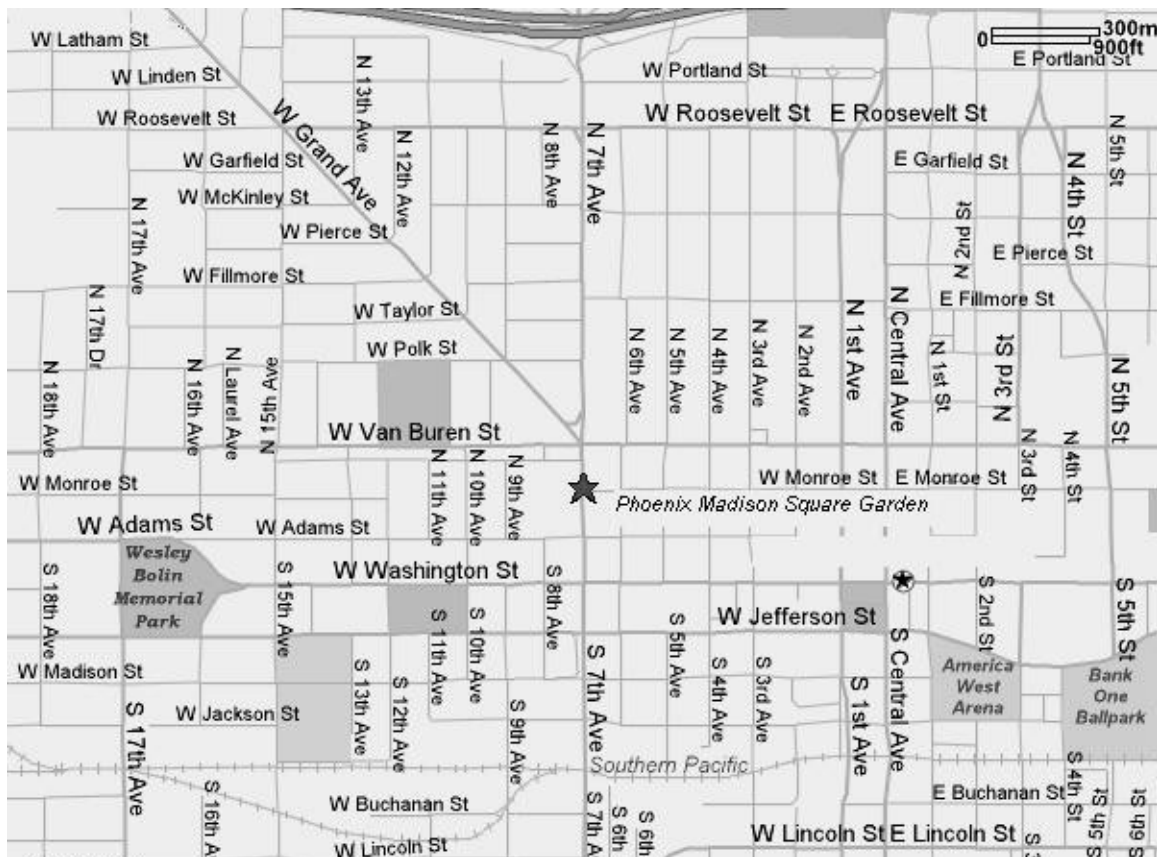 W Latham St
300m
0
900ft
E Portland St
W Linden St
N 13th Ave
W Portland St
W Roosevelt St
W Grand Ave
W Roosevelt St
E Roosevelt St
N 12th Ave
N 8th Ave
N 7th Ave
N 5th St
W Garfield St
E Garfield St
N 4th St
W McKinley St
N 17th Ave
W Pierce St
N 2nd St
E Pierce St
W Fillmore St
E Fillmore St
N 17th Dr
W Taylor St
N 1st Ave
N Central Ave
W Polk St
N 6th Ave
N 5th Ave
N 4th Ave
N 3rd Ave
N 2nd Ave
N 1st St
N 3rd St
N 5th St
N 18th Ave
N 16th Ave
N Laurel Ave
N 15th Ave
W Van Buren St
N 3rd St
N 4th St
W Monroe St
N 11th Ave
N 10th Ave
N 9th Ave
W Monroe St
E Monroe St
Phoenix Madison Square Garden
W Adams St
W Adams St
Wesley
Bolin
Memorial
Park
S 18th Ave
W Washington St
S 15th Ave
S 8th Ave
S 2nd St
S 5th St
S 11th Ave
S 10th Ave
S 5th Ave
W Jefferson St
S Central Ave
W Madison St
S 13th Ave
S 12th Ave
S 7th Ave
S 4th Ave
S 3rd Ave
S 1st Ave
America
West
Arena
Bank
One
Ballpark
S 17th Ave
W Jackson St
S 9th Ave
Southern Pacific
S 4th St
S 16th A
W Buchanan St
S 7th A
S 6th
S 6th
E Buchanan St
S 5th St
6th St
W Lincoln St
W Lincoln St
E Lincoln St
S 3